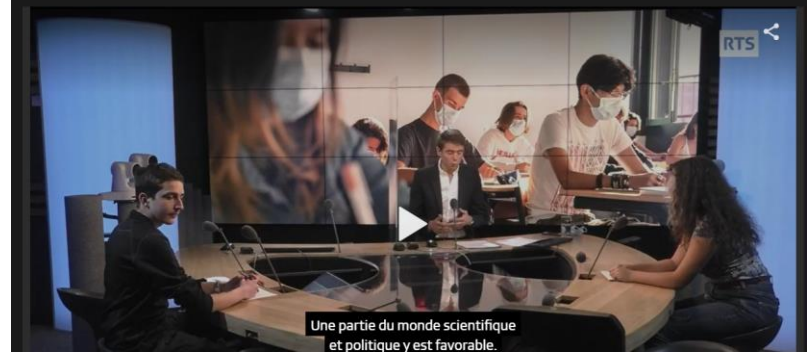 RTS
Une partie du monde scientifique
et politique y est favorable.